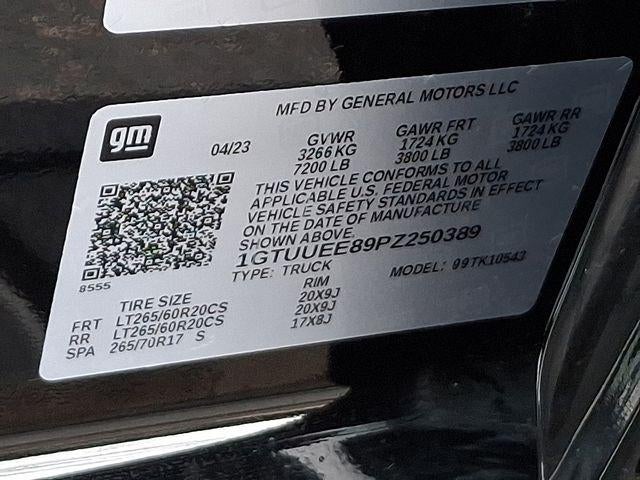 MFD BY GENERAL MOTORS LLC
gm
04/23
GVWR GAWR FRT GAWR RR
3266 KG 1724 KG 1724 KG
7200 LB 3800 LB 3800 LB
THIS VEHICLE CONFORMS TO ALL
APPLICABLE U.S. FEDERAL MOTOR
VEHICLE SAFETY STANDARDS IN EFFECT
ON THE DATE OF MANUFACTURE
SHOWN ABOVE.
1GTUUEE89PZ250389
8555
TYPE: TRUCK MODEL: 99TK10543
TIRE SIZE RIM
FRT LT265/60R20CS 20X9J
RR LT265/60R20CS 20X9J
SPA 265/70R17 S 17X8J